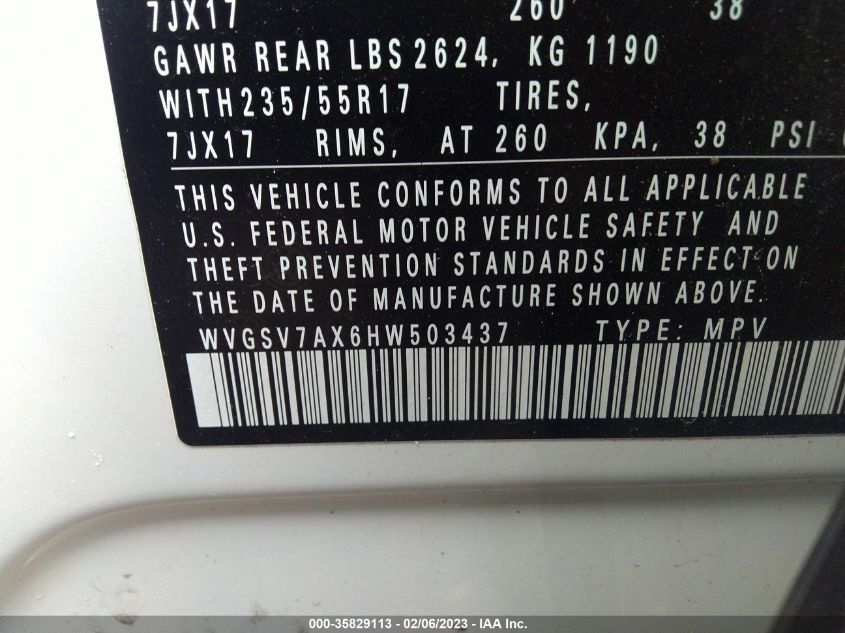 7JX17 260 38
GAWR REAR LBS 2624, KG 1190
WITH 235/55R17 TIRES,
7JX17 RIMS, AT 260 KPA, 38 PSI
THIS VEHICLE CONFORMS TO ALL APPLICABLE
U.S. FEDERAL MOTOR VEHICLE SAFETY AND
THEFT PREVENTION STANDARDS IN EFFECT ON
THE DATE OF MANUFACTURE SHOWN ABOVE.
WVGSV7AX6HW503437 TYPE: MPV
000-35829113 - 02/06/2023 - IAA Inc.